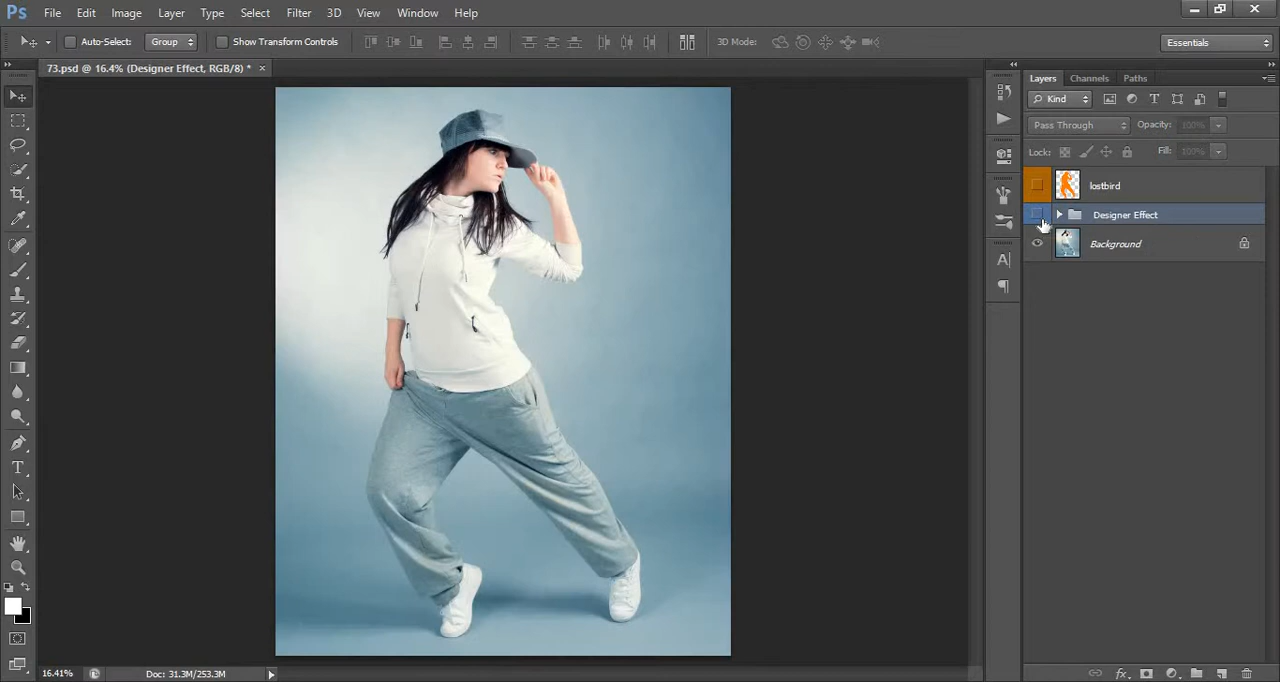 Ps File Edit Image Layer Type Select Filter 3D View Window Help
Auto-Select: Group Show Transform Controls 3D Mode: Essentials
73.psd @ 16.4% (Designer Effect, RGB/8) * ×
Layers Channels Paths
Kind
Pass Through Opacity: 100%
Lock: Fill: 100%
lostbird
Designer Effect
Background
16.41% Doc: 31.3M/253.3M